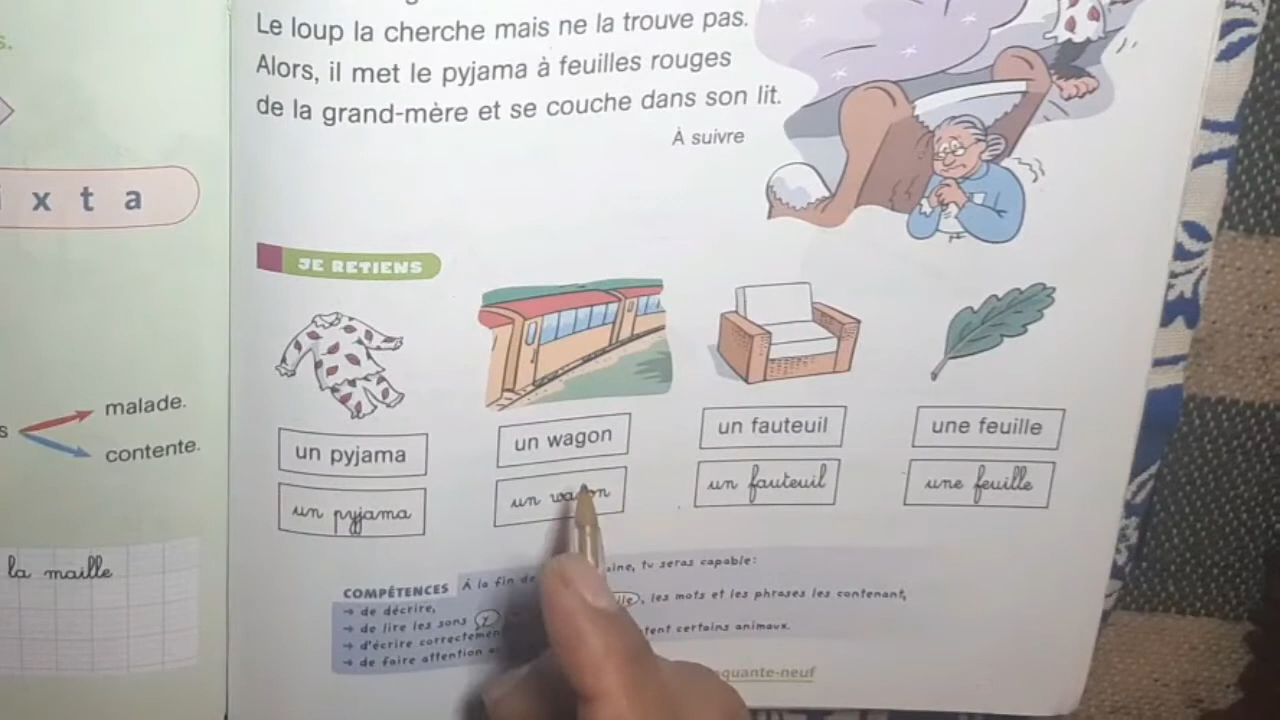 s.
x t a
s
malade.
contente.
la maille
Le loup la cherche mais ne la trouve pas.
Alors, il met le pyjama à feuilles rouges
de la grand-mère et se couche dans son lit.
À suivre
JE RETIENS
un pyjama
un wagon
un fauteuil
une feuille
un pyjama
un wagon
un fauteuil
une feuille
COMPÉTENCES À la fin de tu seras capable:
→ de décrire,
→ de lire les sons les mots et les phrases les contenant,
→ d'écrire certains animaux.
→ de faire attention
quante-neuf